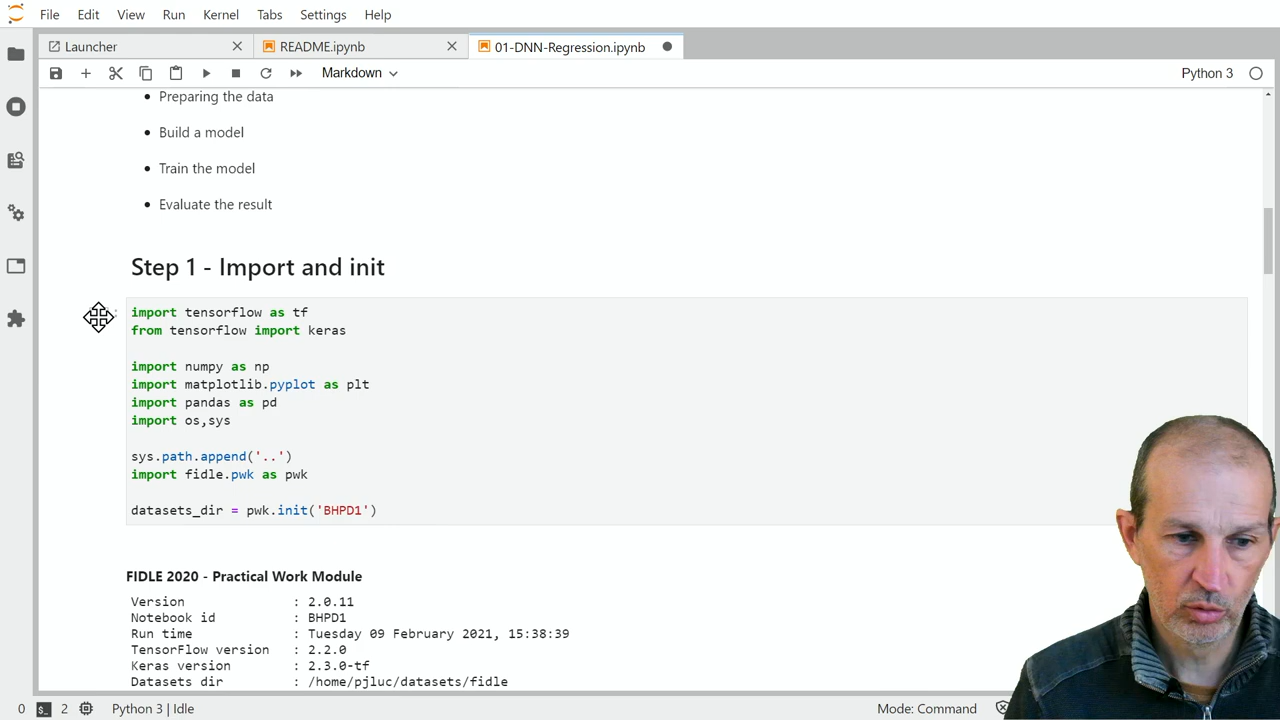 File Edit View Run Kernel Tabs Settings Help
Launcher README.ipynb 01-DNN-Regression.ipynb
Markdown Python 3
Preparing the data
Build a model
Train the model
Evaluate the result
Step 1 - Import and init
import tensorflow as tf
from tensorflow import keras
import numpy as np
import matplotlib.pyplot as plt
import pandas as pd
import os,sys
sys.path.append('..')
import fidle.pwk as pwk
datasets_dir = pwk.init('BHPD1')
FIDLE 2020 - Practical Work Module
Version : 2.0.11
Notebook id : BHPD1
Run time : Tuesday 09 February 2021, 15:38:39
TensorFlow version : 2.2.0
Keras version : 2.3.0-tf
Datasets dir : /home/pjluc/datasets/fidle
0 $_ 2 Python 3 | Idle Mode: Command